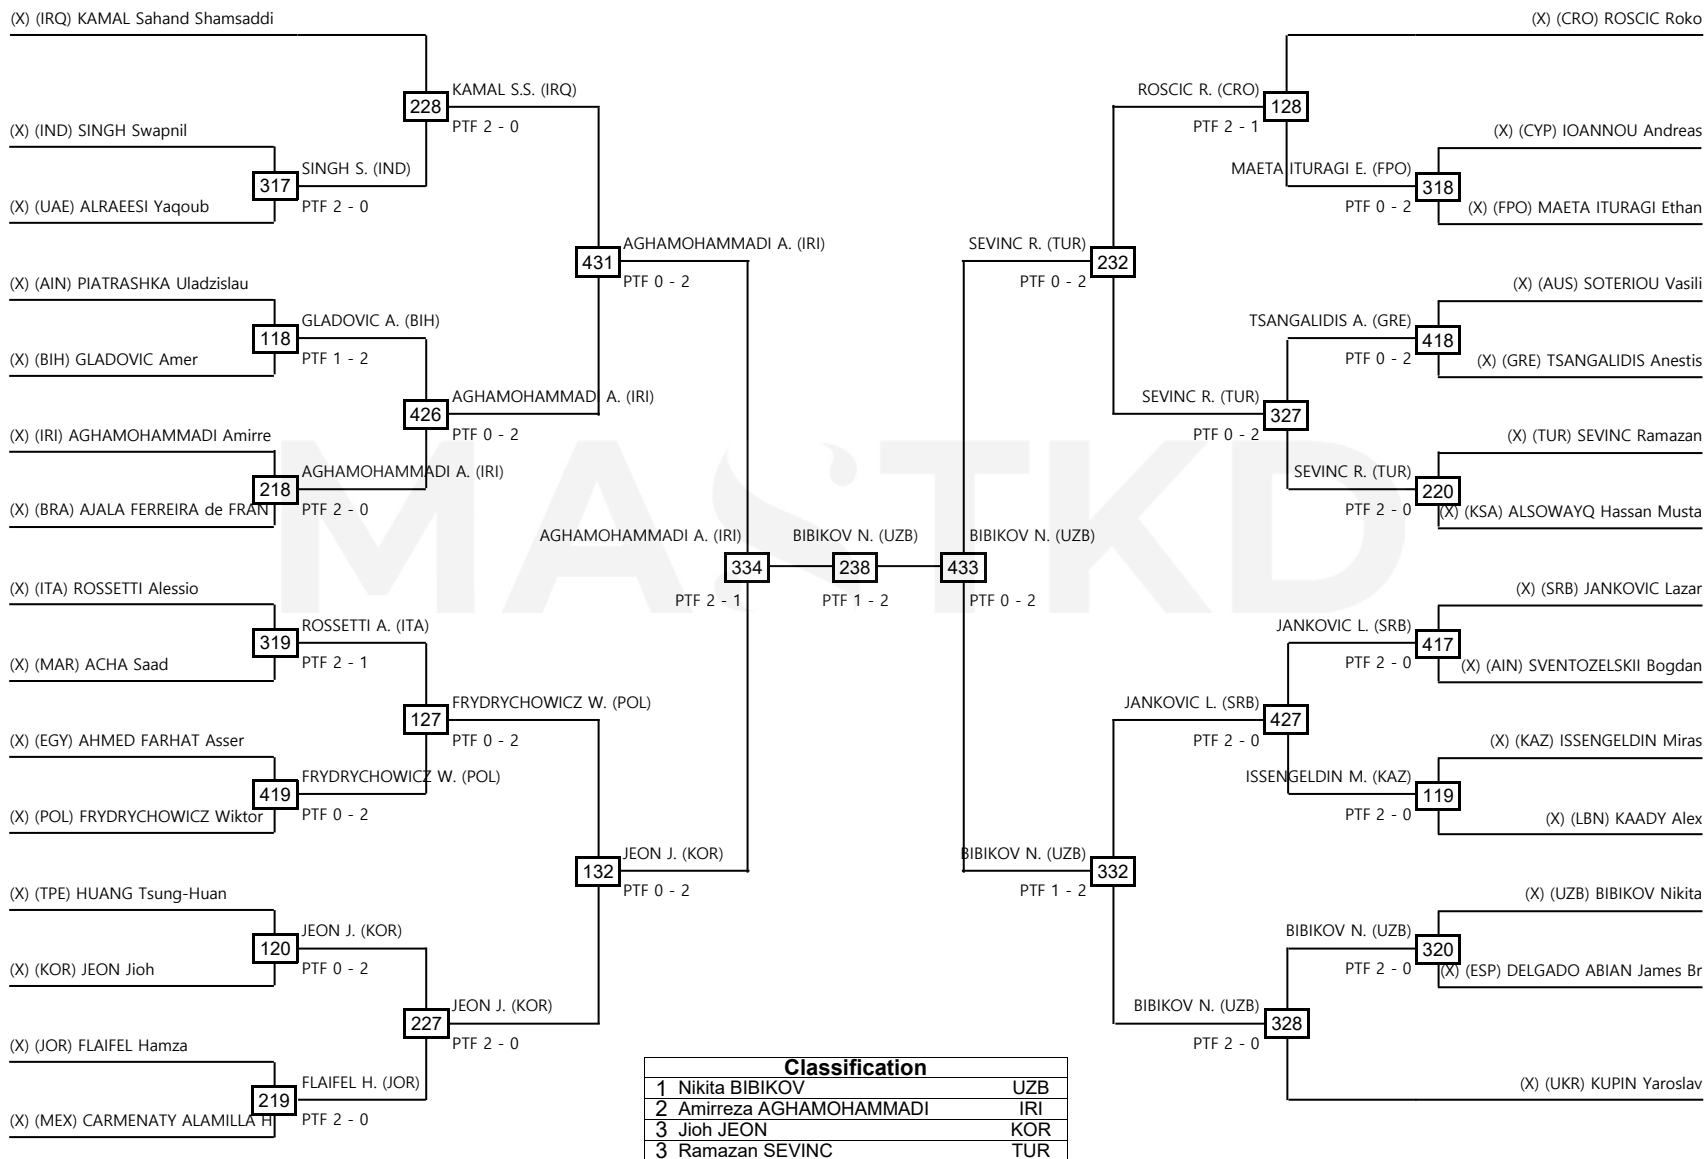 (X) (IRQ) KAMAL Sahand Shamsaddi
228
KAMAL S.S. (IRQ)
PTF 2 - 0
(X) (IND) SINGH Swapnil
317
SINGH S. (IND)
PTF 2 - 0
(X) (UAE) ALRAEESI Yaqoub
431
AGHAMOHAMMADI A. (IRI)
PTF 0 - 2
(X) (AIN) PIATRASHKA Uladzislau
118
GLADOVIC A. (BIH)
PTF 1 - 2
(X) (BIH) GLADOVIC Amer
426
AGHAMOHAMMADI A. (IRI)
PTF 0 - 2
(X) (IRI) AGHAMOHAMMADI Amirre
218
AGHAMOHAMMADI A. (IRI)
PTF 2 - 0
(X) (BRA) AJALA FERREIRA de FRAN
AGHAMOHAMMADI A. (IRI)
334
PTF 2 - 1
(X) (ITA) ROSSETTI Alessio
319
ROSSETTI A. (ITA)
PTF 2 - 1
(X) (MAR) ACHA Saad
127
FRYDRYCHOWICZ W. (POL)
PTF 0 - 2
(X) (EGY) AHMED FARHAT Asser
419
FRYDRYCHOWICZ W. (POL)
PTF 0 - 2
(X) (POL) FRYDRYCHOWICZ Wiktor
132
JEON J. (KOR)
PTF 0 - 2
(X) (TPE) HUANG Tsung-Huan
120
JEON J. (KOR)
PTF 0 - 2
(X) (KOR) JEON Jioh
227
JEON J. (KOR)
PTF 2 - 0
(X) (JOR) FLAIFEL Hamza
219
FLAIFEL H. (JOR)
PTF 2 - 0
(X) (MEX) CARMENATY ALAMILLA H
MASTKD
BIBIKOV N. (UZB)
238
PTF 1 - 2
(X) (CRO) ROSCIC Roko
ROSCIC R. (CRO)
128
PTF 2 - 1
(X) (CYP) IOANNOU Andreas
MAETA ITURAGI E. (FPO)
318
PTF 0 - 2
(X) (FPO) MAETA ITURAGI Ethan
SEVINC R. (TUR)
232
PTF 0 - 2
(X) (AUS) SOTERIOU Vasili
TSANGALIDIS A. (GRE)
418
PTF 0 - 2
(X) (GRE) TSANGALIDIS Anestis
SEVINC R. (TUR)
327
PTF 0 - 2
(X) (TUR) SEVINC Ramazan
SEVINC R. (TUR)
220
PTF 2 - 0
(X) (KSA) ALSOWAYQ Hassan Musta
BIBIKOV N. (UZB)
433
PTF 0 - 2
(X) (SRB) JANKOVIC Lazar
JANKOVIC L. (SRB)
417
PTF 2 - 0
(X) (AIN) SVENTOZELSKII Bogdan
JANKOVIC L. (SRB)
427
PTF 2 - 0
(X) (KAZ) ISSENGELDIN Miras
ISSENGELDIN M. (KAZ)
119
PTF 2 - 0
(X) (LBN) KAADY Alex
BIBIKOV N. (UZB)
332
PTF 1 - 2
(X) (UZB) BIBIKOV Nikita
BIBIKOV N. (UZB)
320
PTF 2 - 0
(X) (ESP) DELGADO ABIAN James Br
BIBIKOV N. (UZB)
328
PTF 2 - 0
(X) (UKR) KUPIN Yaroslav
Classification
1 Nikita BIBIKOV UZB
2 Amirreza AGHAMOHAMMADI IRI
3 Jioh JEON KOR
3 Ramazan SEVINC TUR